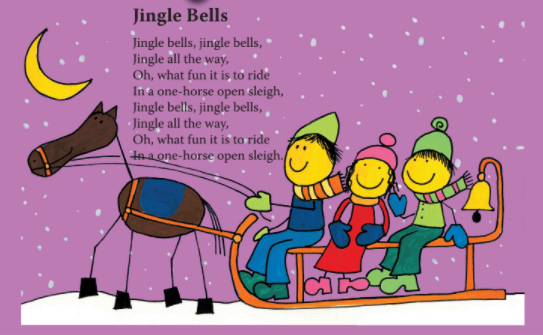 Jingle Bells
Jingle bells, jingle bells,
Jingle all the way,
Oh, what fun it is to ride
In a one-horse open sleigh,
Jingle bells, jingle bells,
Jingle all the way,
Oh, what fun it is to ride
In a one-horse open sleigh.